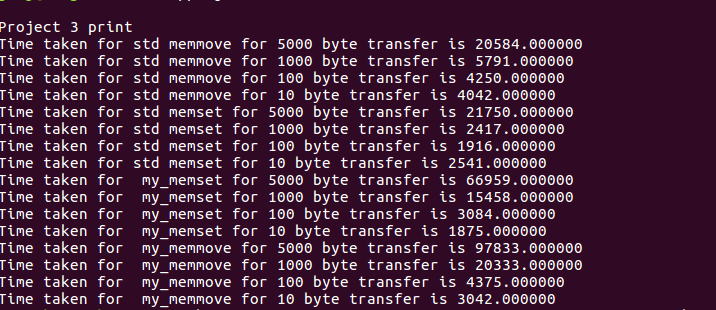 Project 3 print
Time taken for std memmove for 5000 byte transfer is 20584.000000
Time taken for std memmove for 1000 byte transfer is 5791.000000
Time taken for std memmove for 100 byte transfer is 4250.000000
Time taken for std memmove for 10 byte transfer is 4042.000000
Time taken for std memset for 5000 byte transfer is 21750.000000
Time taken for std memset for 1000 byte transfer is 2417.000000
Time taken for std memset for 100 byte transfer is 1916.000000
Time taken for std memset for 10 byte transfer is 2541.000000
Time taken for  my_memset for 5000 byte transfer is 66959.000000
Time taken for  my_memset for 1000 byte transfer is 15458.000000
Time taken for  my_memset for 100 byte transfer is 3084.000000
Time taken for  my_memset for 10 byte transfer is 1875.000000
Time taken for  my_memmove for 5000 byte transfer is 97833.000000
Time taken for  my_memmove for 1000 byte transfer is 20333.000000
Time taken for  my_memmove for 100 byte transfer is 4375.000000
Time taken for  my_memmove for 10 byte transfer is 3042.000000